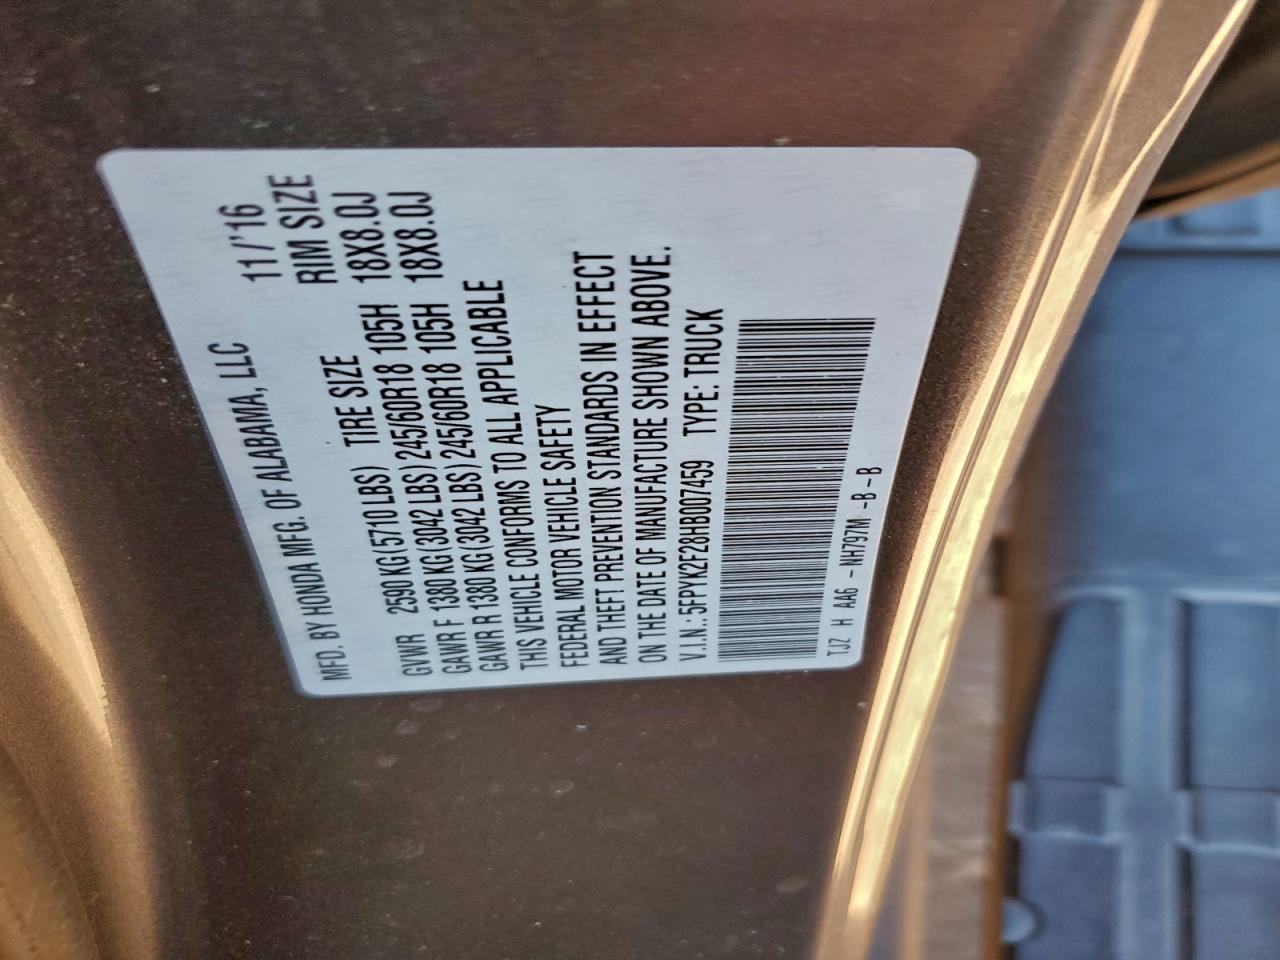 MFD. BY HONDA MFG. OF ALABAMA, LLC 11/'16
GVWR 2590 KG (5710 LBS) TIRE SIZE RIM SIZE
GAWR F 1380 KG (3042 LBS) 245/60R18 105H 18X8.0J
GAWR R 1380 KG (3042 LBS) 245/60R18 105H 18X8.0J
THIS VEHICLE CONFORMS TO ALL APPLICABLE
FEDERAL MOTOR VEHICLE SAFETY
AND THEFT PREVENTION STANDARDS IN EFFECT
ON THE DATE OF MANUFACTURE SHOWN ABOVE.
V.I.N.: 5FPYK2F28HB007459 TYPE: TRUCK
TJZ H AA6 - NH797M -B -B